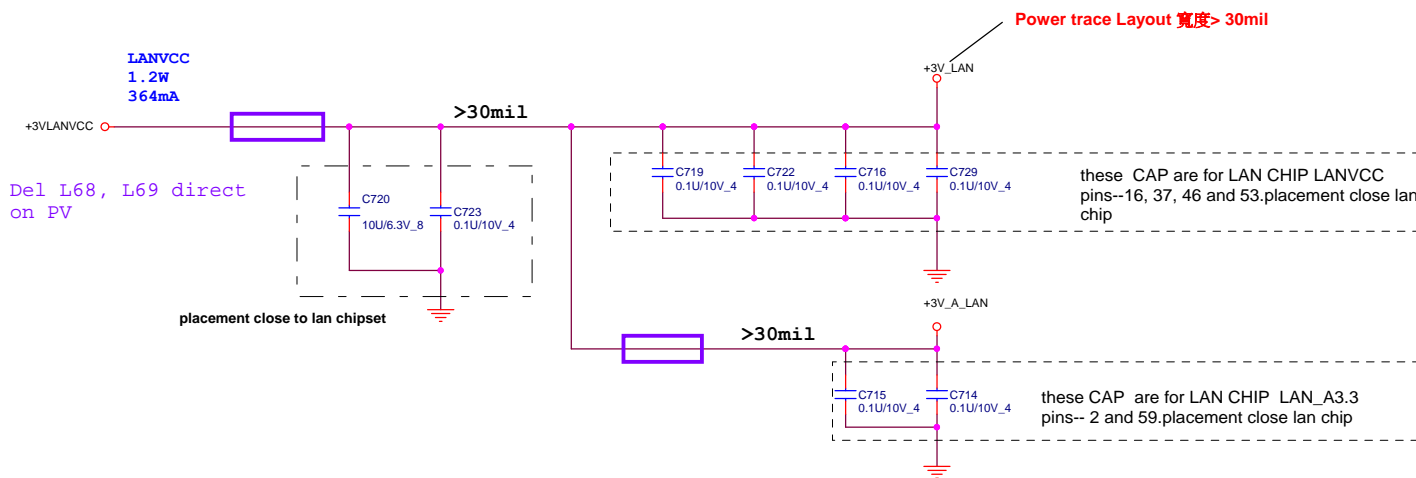 Power trace Layout 寬度> 30mil
LANVCC
1.2W
364mA
+3V_LAN
+3VLANVCC
>30mil
Del L68, L69 direct
on PV
C720
10U/6.3V_8
C723
0.1U/10V_4
placement close to lan chipset
C719
0.1U/10V_4
C722
0.1U/10V_4
C716
0.1U/10V_4
C729
0.1U/10V_4
these CAP are for LAN CHIP LANVCC
pins--16, 37, 46 and 53.placement close lan
chip
+3V_A_LAN
>30mil
C715
0.1U/10V_4
C714
0.1U/10V_4
these CAP are for LAN CHIP LAN_A3.3
pins-- 2 and 59.placement close lan chip